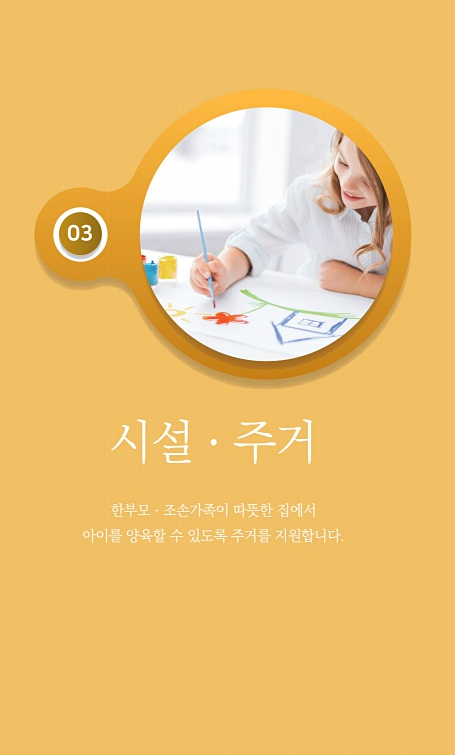 03
시설 · 주거
한부모 · 조손가족이 따뜻한 집에서
아이를 양육할 수 있도록 주거를 지원합니다.